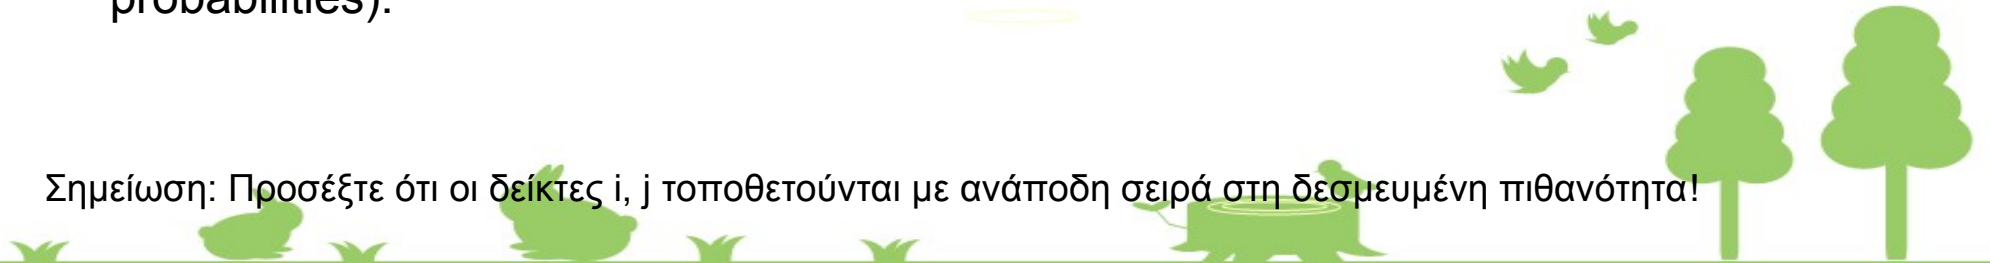 probabilities).
Σημείωση: Προσέξτε ότι οι δείκτες i, j τοποθετούνται με ανάποδη σειρά στη δεσμευμένη πιθανότητα!